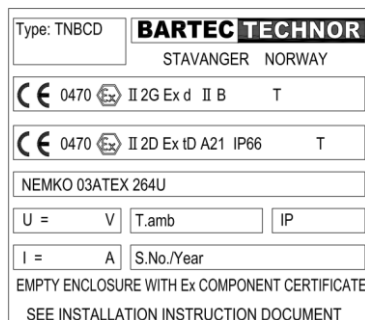 Type: TNBCD
BARTEC TECHNOR
STAVANGER NORWAY
CE 0470 Ex II 2G Ex d II B T
CE 0470 Ex II 2D Ex tD A21 IP66 T
NEMKO 03ATEX 264U
U = V T.amb IP
I = A S.No./Year
EMPTY ENCLOSURE WITH Ex COMPONENT CERTIFICATE
SEE INSTALLATION INSTRUCTION DOCUMENT